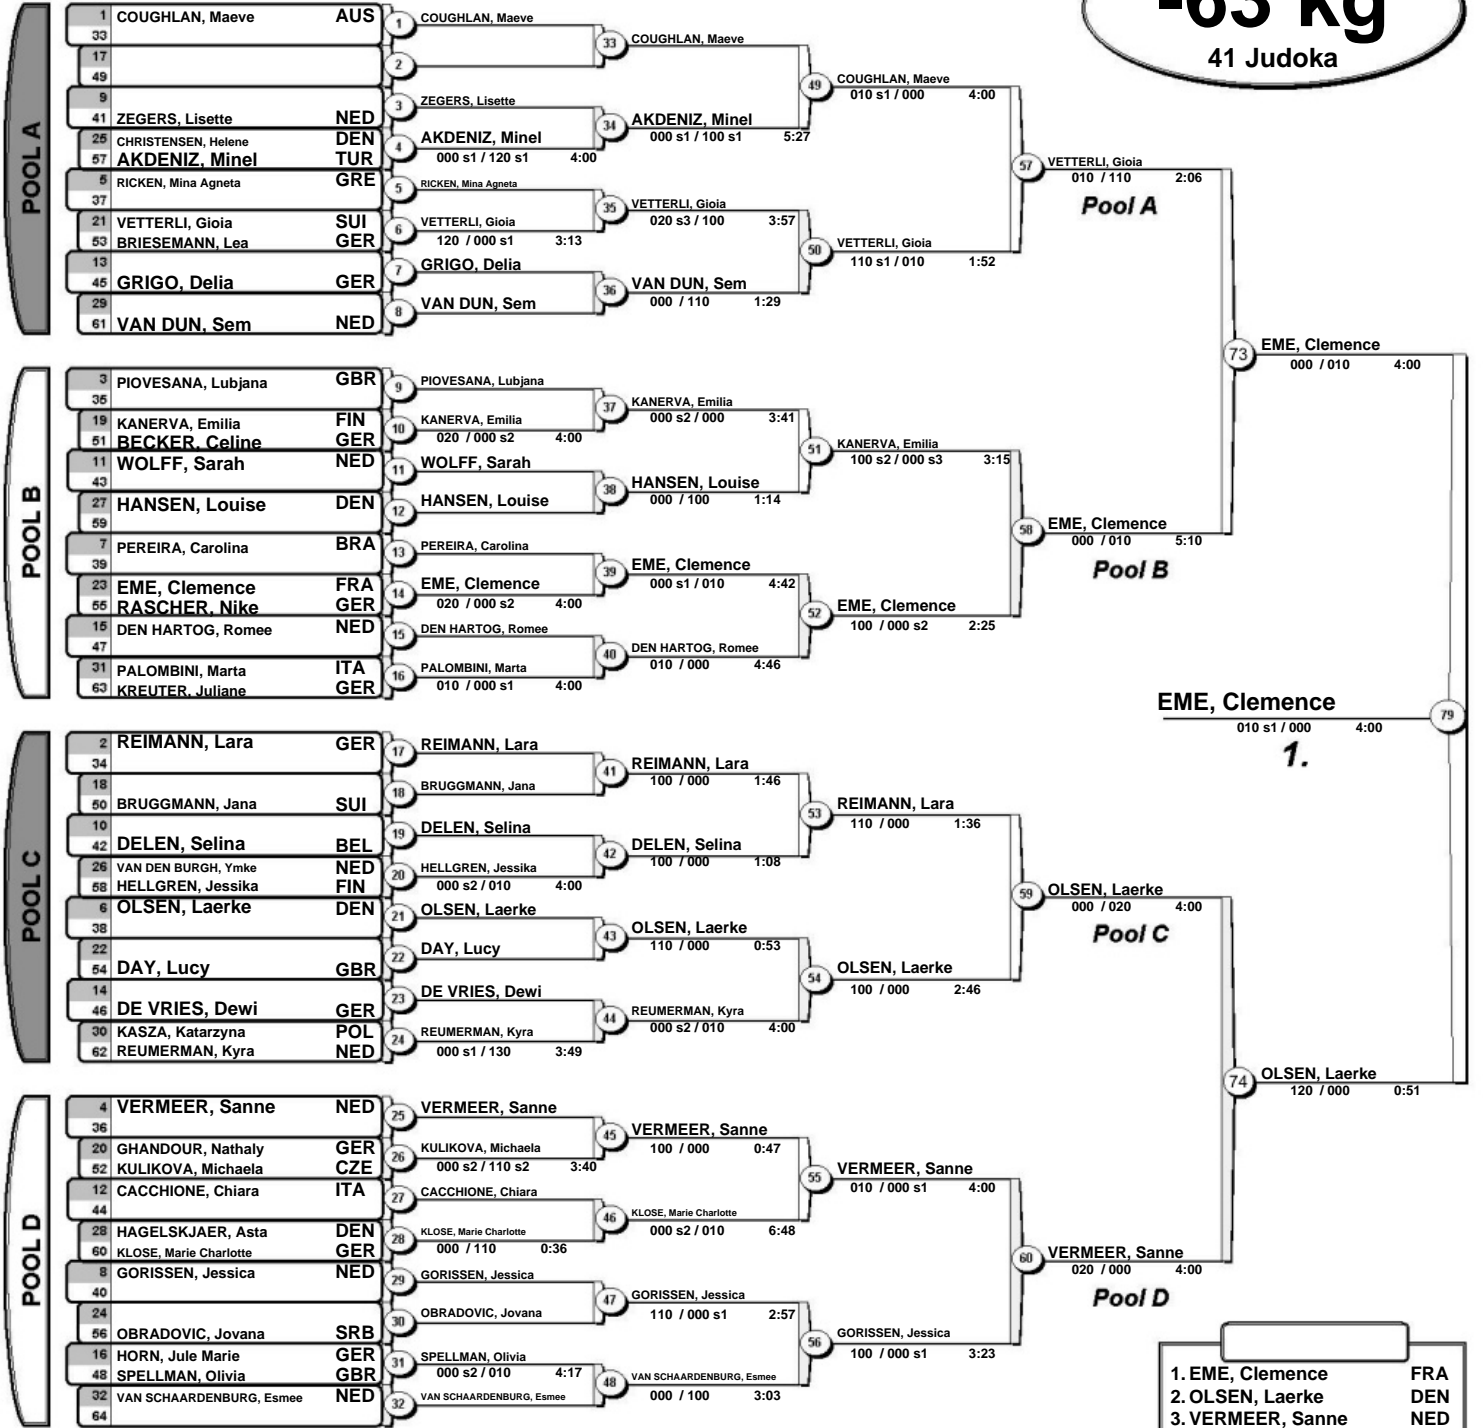 -63 kg
41 Judoka
POOL A
1 COUGHLAN, Maeve AUS
33
17
49
9
41 ZEGERS, Lisette NED
25 CHRISTENSEN, Helene DEN
57 AKDENIZ, Minel TUR
5 RICKEN, Mina Agneta GRE
37
21 VETTERLI, Gioia SUI
53 BRIESEMANN, Lea GER
13
45 GRIGO, Delia GER
29
61 VAN DUN, Sem NED
1 COUGHLAN, Maeve
2
3 ZEGERS, Lisette
4 AKDENIZ, Minel
000 s1 / 120 s1 4:00
5 RICKEN, Mina Agneta
6 VETTERLI, Gioia
120 / 000 s1 3:13
7 GRIGO, Delia
8 VAN DUN, Sem
33 COUGHLAN, Maeve
34 AKDENIZ, Minel
000 s1 / 100 s1 5:27
35 VETTERLI, Gioia
020 s3 / 100 3:57
36 VAN DUN, Sem
000 / 110 1:29
49 COUGHLAN, Maeve
010 s1 / 000 4:00
50 VETTERLI, Gioia
110 s1 / 010 1:52
57 VETTERLI, Gioia
010 / 110 2:06
Pool A
POOL B
3 PIOVESANA, Lubjana GBR
35
19 KANERVA, Emilia FIN
51 BECKER, Celine GER
11 WOLFF, Sarah NED
43
27 HANSEN, Louise DEN
59
7 PEREIRA, Carolina BRA
39
23 EME, Clemence FRA
55 RASCHER, Nike GER
15 DEN HARTOG, Romee NED
47
31 PALOMBINI, Marta ITA
63 KREUTER, Juliane GER
9 PIOVESANA, Lubjana
10 KANERVA, Emilia
020 / 000 s2 4:00
11 WOLFF, Sarah
12 HANSEN, Louise
13 PEREIRA, Carolina
14 EME, Clemence
020 / 000 s2 4:00
15 DEN HARTOG, Romee
16 PALOMBINI, Marta
010 / 000 s1 4:00
37 KANERVA, Emilia
000 s2 / 000 3:41
38 HANSEN, Louise
000 / 100 1:14
39 EME, Clemence
000 s1 / 010 4:42
40 DEN HARTOG, Romee
010 / 000 4:46
51 KANERVA, Emilia
100 s2 / 000 s3 3:15
52 EME, Clemence
100 / 000 s2 2:25
58 EME, Clemence
000 / 010 5:10
Pool B
73 EME, Clemence
000 / 010 4:00
EME, Clemence 79
010 s1 / 000 4:00
1.
POOL C
2 REIMANN, Lara GER
34
18
50 BRUGGMANN, Jana SUI
10
42 DELEN, Selina BEL
26 VAN DEN BURGH, Ymke NED
58 HELLGREN, Jessika FIN
6 OLSEN, Laerke DEN
38
22
54 DAY, Lucy GBR
14
46 DE VRIES, Dewi GER
30 KASZA, Katarzyna POL
62 REUMERMAN, Kyra NED
17 REIMANN, Lara
18 BRUGGMANN, Jana
19 DELEN, Selina
20 HELLGREN, Jessika
000 s2 / 010 4:00
21 OLSEN, Laerke
22 DAY, Lucy
23 DE VRIES, Dewi
24 REUMERMAN, Kyra
000 s1 / 130 3:49
41 REIMANN, Lara
100 / 000 1:46
42 DELEN, Selina
100 / 000 1:08
43 OLSEN, Laerke
110 / 000 0:53
44 REUMERMAN, Kyra
000 s2 / 010 4:00
53 REIMANN, Lara
110 / 000 1:36
54 OLSEN, Laerke
100 / 000 2:46
59 OLSEN, Laerke
000 / 020 4:00
Pool C
74 OLSEN, Laerke
120 / 000 0:51
POOL D
4 VERMEER, Sanne NED
36
20 GHANDOUR, Nathaly GER
52 KULIKOVA, Michaela CZE
12 CACCHIONE, Chiara ITA
44
28 HAGELSKJAER, Asta DEN
60 KLOSE, Marie Charlotte GER
8 GORISSEN, Jessica NED
40
24
56 OBRADOVIC, Jovana SRB
16 HORN, Jule Marie GER
48 SPELLMAN, Olivia GBR
32 VAN SCHAARDENBURG, Esmee NED
64
25 VERMEER, Sanne
26 KULIKOVA, Michaela
000 s2 / 110 s2 3:40
27 CACCHIONE, Chiara
28 KLOSE, Marie Charlotte
000 / 110 0:36
29 GORISSEN, Jessica
30 OBRADOVIC, Jovana
31 SPELLMAN, Olivia
000 s2 / 010 4:17
32 VAN SCHAARDENBURG, Esmee
45 VERMEER, Sanne
100 / 000 0:47
46 KLOSE, Marie Charlotte
000 s2 / 010 6:48
47 GORISSEN, Jessica
110 / 000 s1 2:57
48 VAN SCHAARDENBURG, Esmee
000 / 100 3:03
55 VERMEER, Sanne
010 / 000 s1 4:00
56 GORISSEN, Jessica
100 / 000 s1 3:23
60 VERMEER, Sanne
020 / 000 4:00
Pool D
1. EME, Clemence FRA
2. OLSEN, Laerke DEN
3. VERMEER, Sanne NED